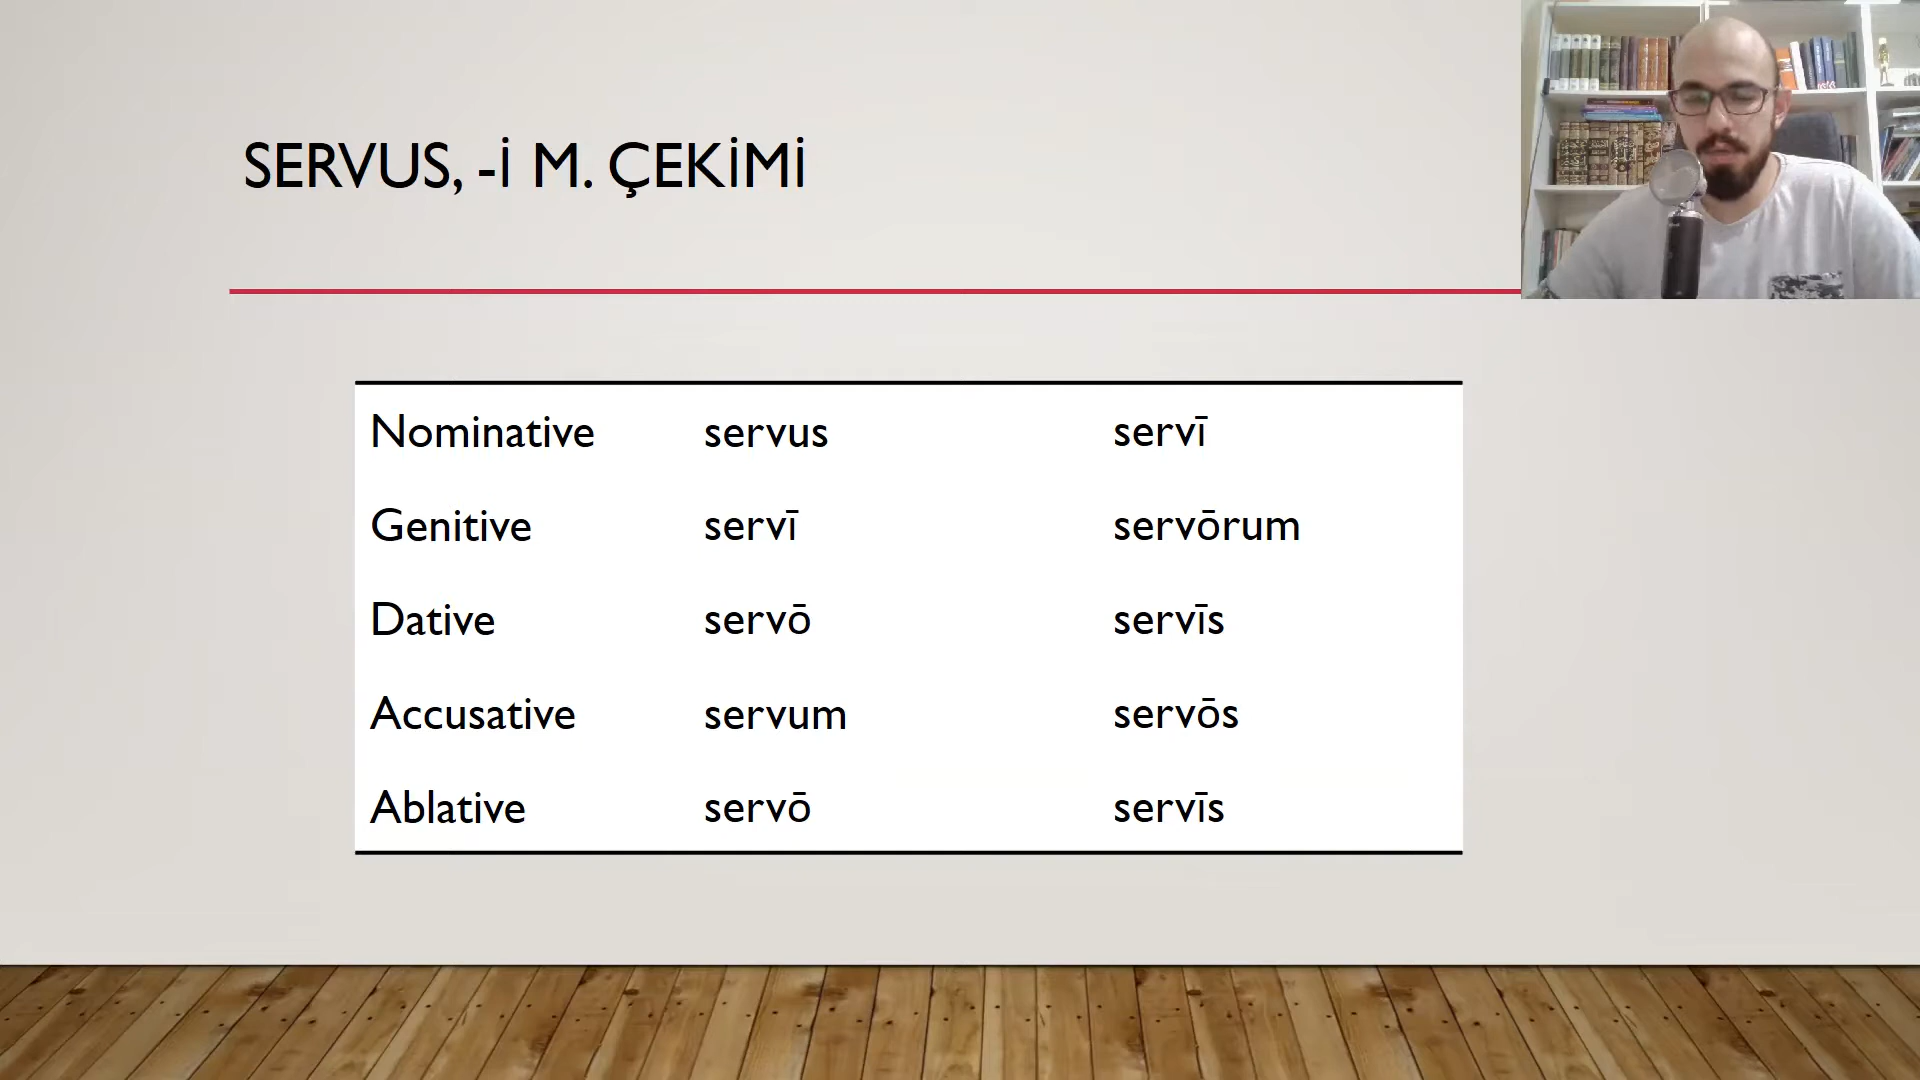 SERVUS, -İ M. ÇEKİMİ
Nominative servus servī
Genitive servī servōrum
Dative servō servīs
Accusative servum servōs
Ablative servō servīs